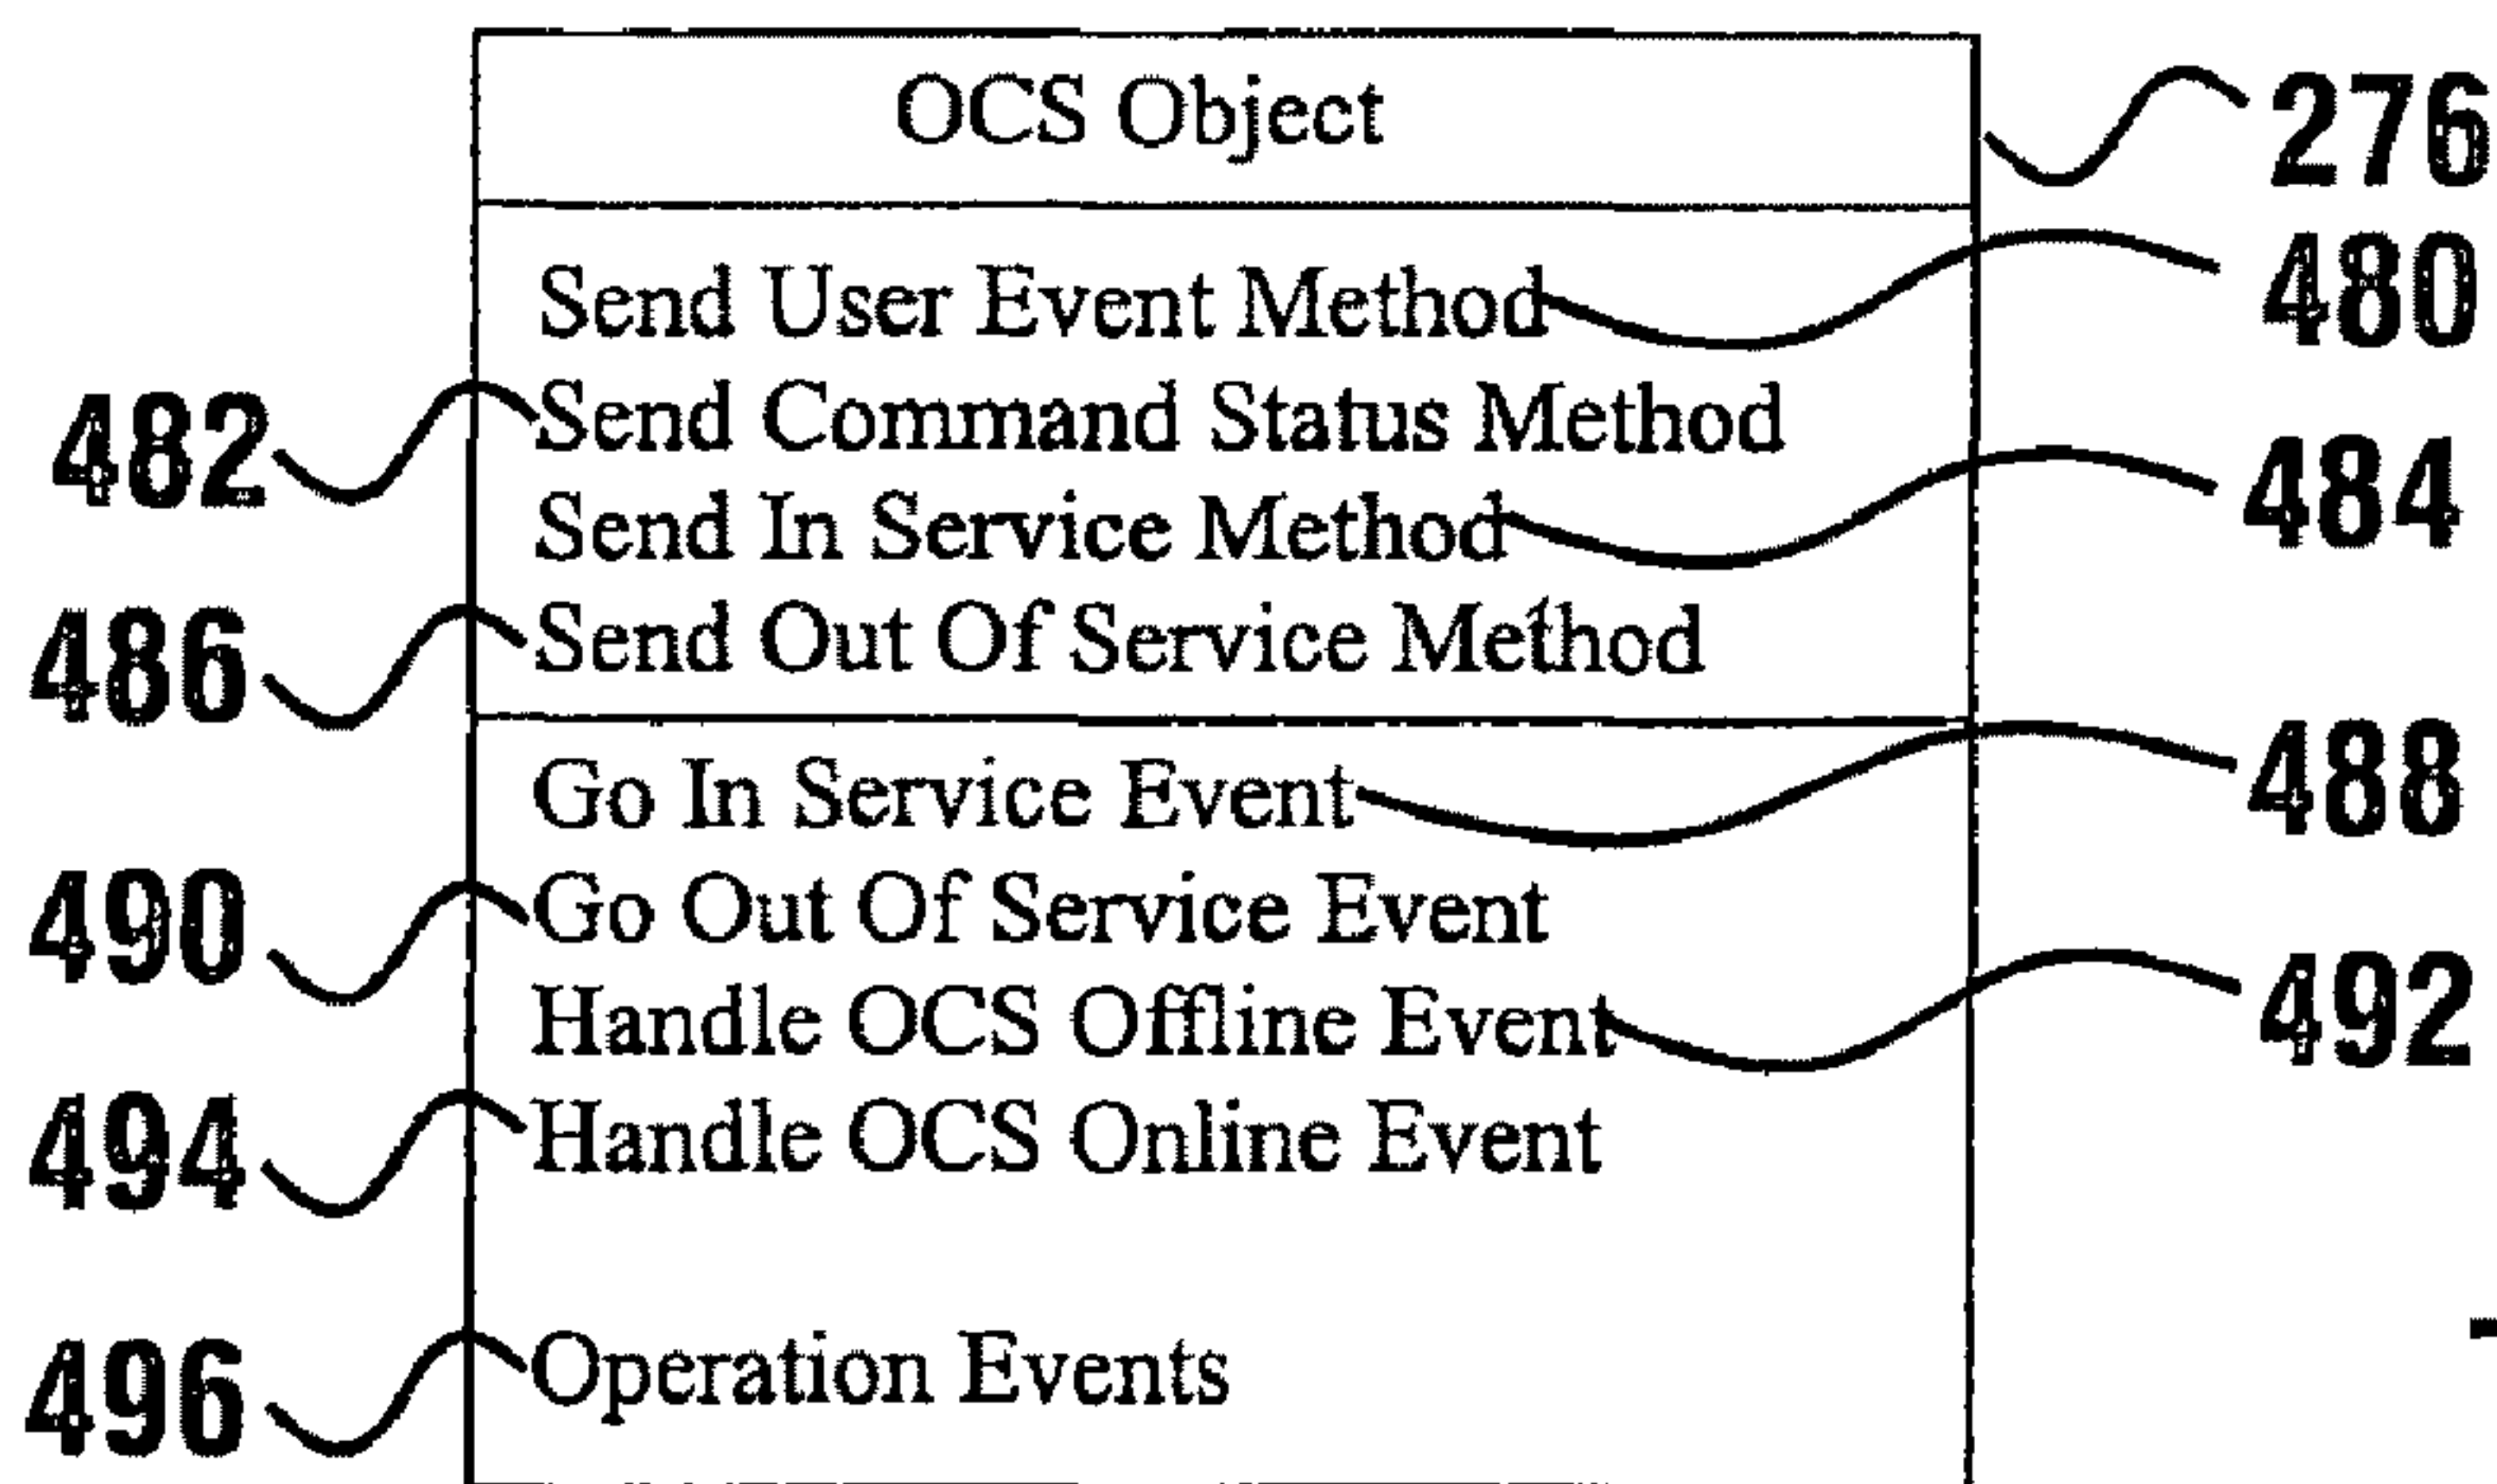 OCS Object 276
Send User Event Method 480
482 Send Command Status Method
Send In Service Method 484
486 Send Out Of Service Method
Go In Service Event 488
490 Go Out Of Service Event
Handle OCS Offline Event 492
494 Handle OCS Online Event
496 Operation Events